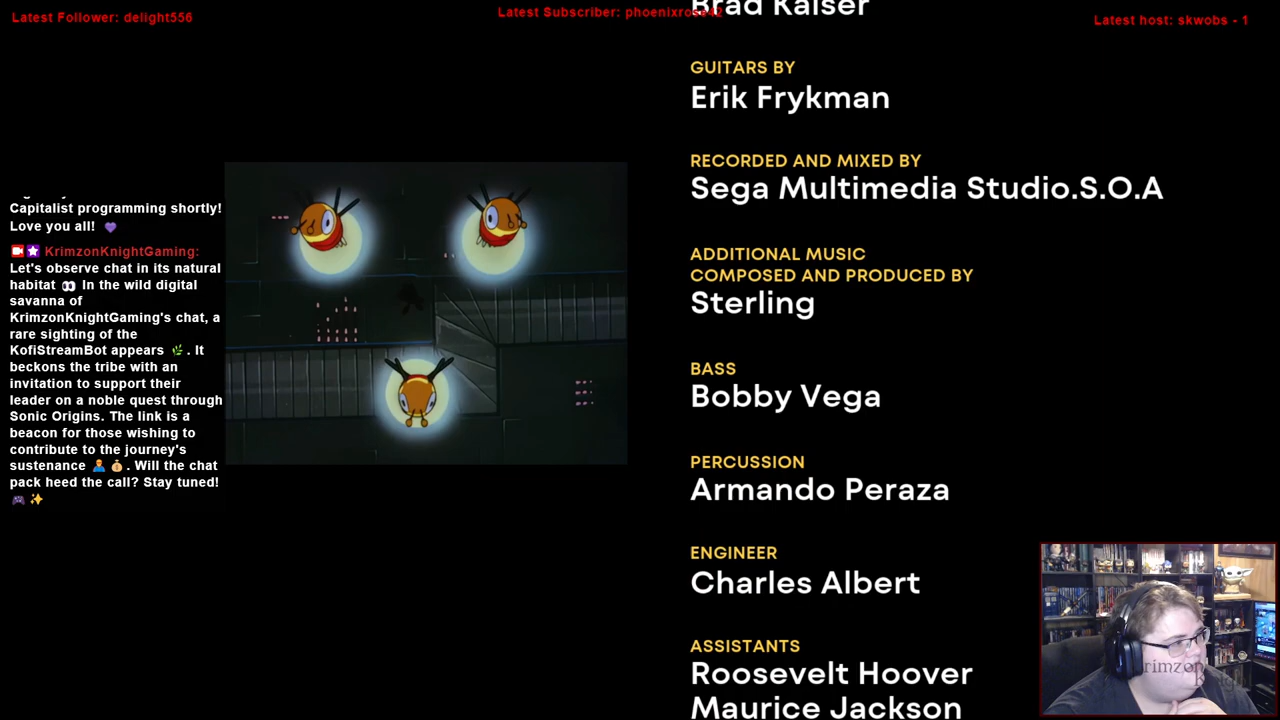 Latest Follower: delight556
Latest Subscriber: phoenixrose42
Latest host: skwobs - 1
Brad Kaiser
GUITARS BY
Erik Frykman
RECORDED AND MIXED BY
Sega Multimedia Studio.S.O.A
ADDITIONAL MUSIC
COMPOSED AND PRODUCED BY
Sterling
BASS
Bobby Vega
PERCUSSION
Armando Peraza
ENGINEER
Charles Albert
ASSISTANTS
Roosevelt Hoover
Maurice Jackson
Capitalist programming shortly!
Love you all! 💜
KrimzonKnightGaming:
Let's observe chat in its natural
habitat 👀 In the wild digital
savanna of
KrimzonKnightGaming's chat, a
rare sighting of the
KofiStreamBot appears 🌿. It
beckons the tribe with an
invitation to support their
leader on a noble quest through
Sonic Origins. The link is a
beacon for those wishing to
contribute to the journey's
sustenance 🙍‍♂️ 💰. Will the chat
pack heed the call? Stay tuned!
🎮 ✨